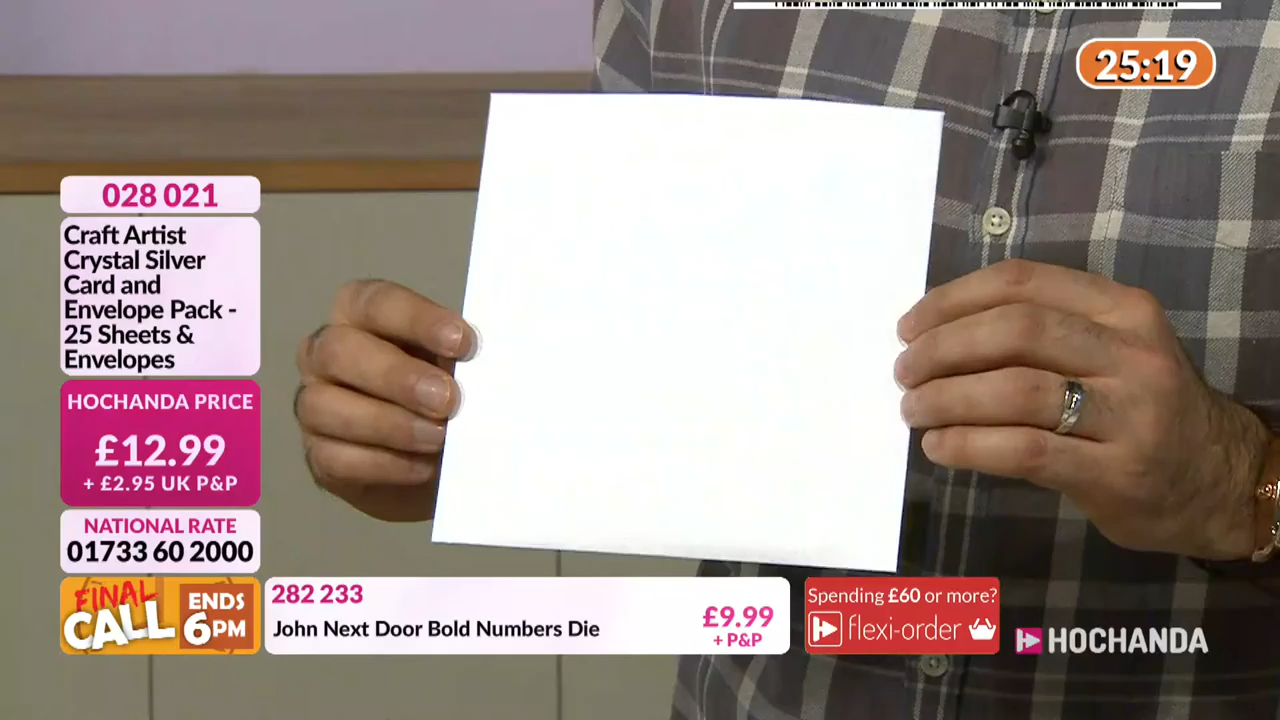 25:19
028 021
Craft Artist
Crystal Silver
Card and
Envelope Pack -
25 Sheets &
Envelopes
HOCHANDA PRICE
£12.99
+ £2.95 UK P&P
NATIONAL RATE
01733 60 2000
FINAL
CALL
ENDS
6PM
282 233
John Next Door Bold Numbers Die
£9.99
+ P&P
Spending £60 or more?
flexi-order
HOCHANDA